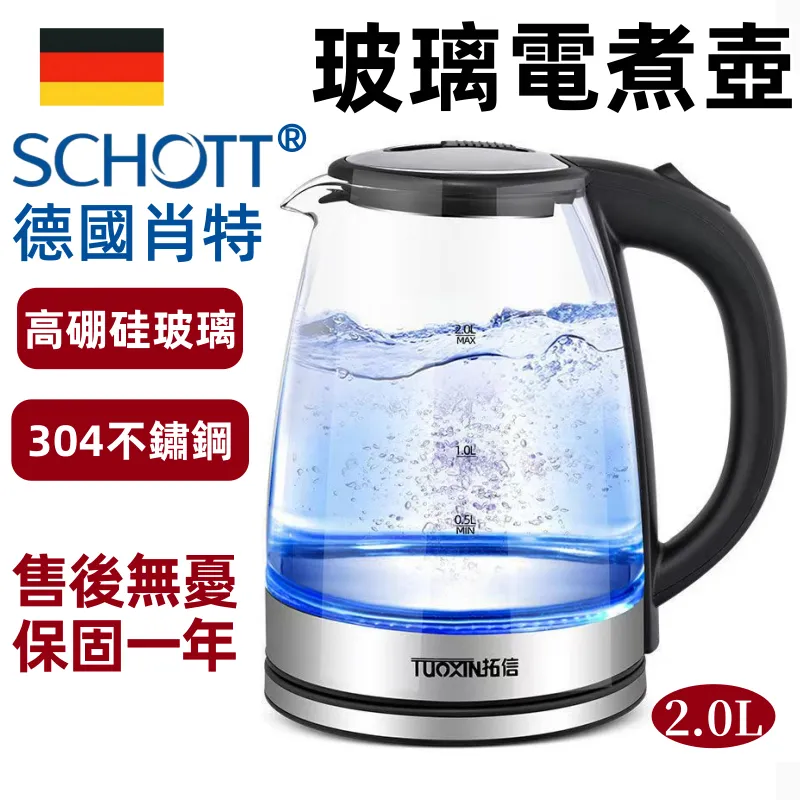 玻璃電煮壺
SCHOTT®
德國肖特
高硼硅玻璃
304不鏽鋼
售後無憂
保固一年
2.0L
MAX
1.0L
0.5L
MIN
TUOXIN拓信
2.0L